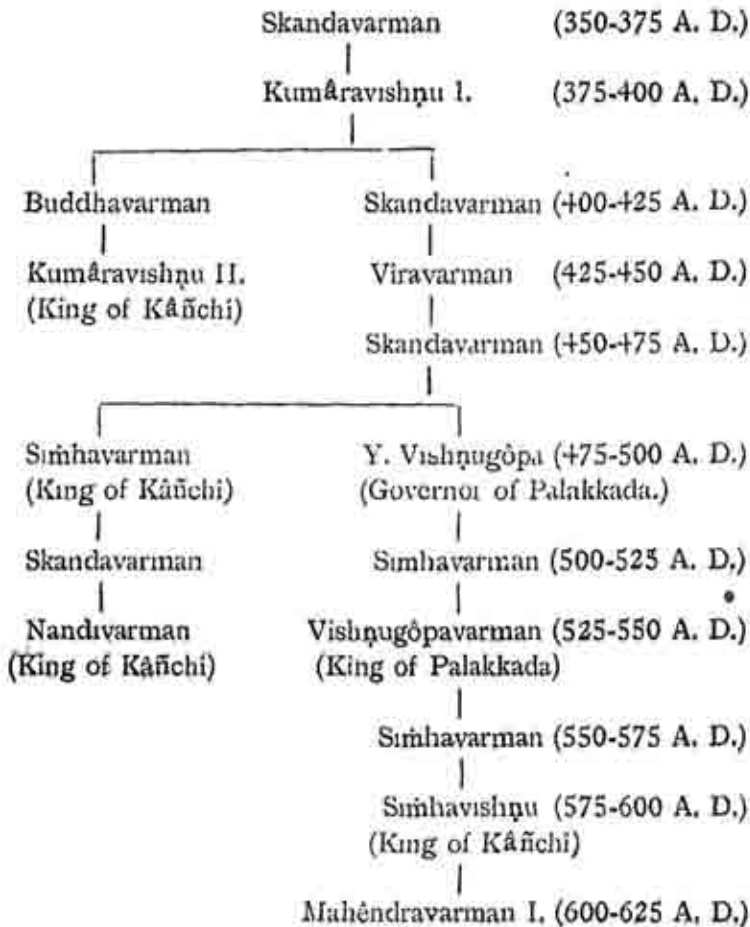 Skandavarman (350-375 A. D.)
Kumâravishṇu I. (375-400 A. D.)
Buddhavarman Skandavarman (400-425 A. D.)
Kumâravishṇu II. Viravarman (425-450 A. D.)
(King of Kâñchi)
Skandavarman (450-475 A. D.)
Simhavarman Y. Vishṇugôpa (475-500 A. D.)
(King of Kâñchi) (Governor of Palakkada.)
Skandavarman Simhavarman (500-525 A. D.)
Nandivarman Vishṇugôpavarman (525-550 A. D.)
(King of Kâñchi) (King of Palakkada)
Siṁhavarman (550-575 A. D.)
Siṁhavishṇu (575-600 A. D.)
(King of Kâñchi)
Mahêndravarman I. (600-625 A. D.)